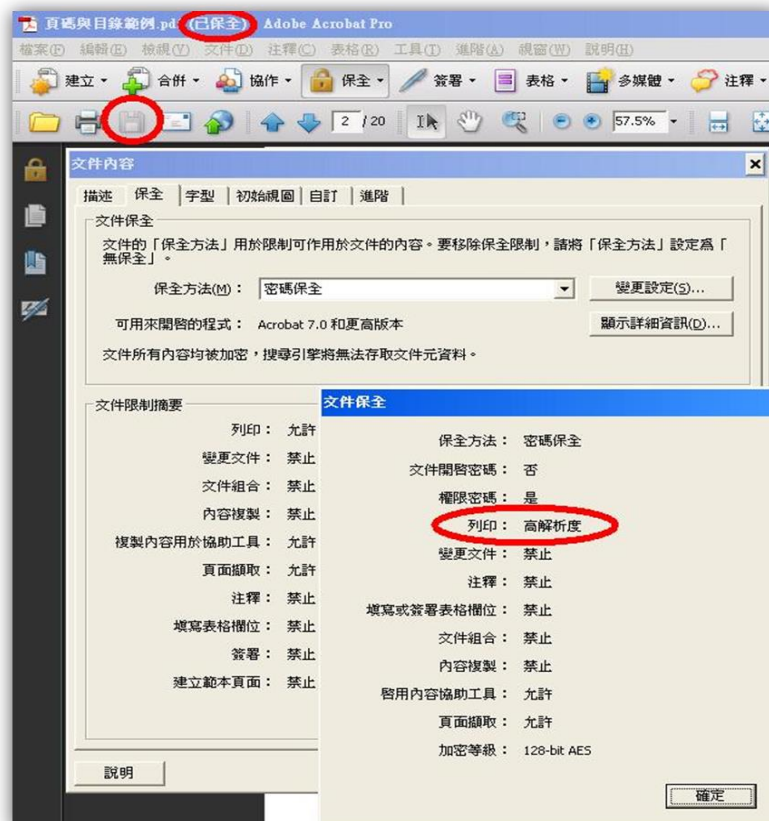 頁碼與目錄範例.pdf (已保全) - Adobe Acrobat Pro
檔案(F) 編輯(E) 檢視(V) 文件(D) 注釋(C) 表格(R) 工具(T) 進階(A) 視窗(W) 說明(H)
建立 合併 協作 保全 簽署 表格 多媒體 注釋
2 / 20 57.5%
文件內容
描述 保全 字型 初始視圖 自訂 進階
文件保全
文件的「保全方法」用於限制可作用於文件的內容。要移除保全限制，請將「保全方法」設定為「
無保全」。
保全方法(M)： 密碼保全 變更設定(S)...
可用來開啟的程式： Acrobat 7.0 和更高版本 顯示詳細資訊(D)...
文件所有內容均被加密，搜尋引擎將無法存取文件元資料。
文件限制摘要
列印： 允許
變更文件： 禁止
文件組合： 禁止
內容複製： 禁止
複製內容用於協助工具： 允許
頁面擷取： 允許
注釋： 禁止
填寫表格欄位： 禁止
簽署： 禁止
建立範本頁面： 禁止
說明
文件保全
保全方法： 密碼保全
文件開啟密碼： 否
權限密碼： 是
列印： 高解析度
變更文件： 禁止
注釋： 禁止
填寫或簽署表格欄位： 禁止
文件組合： 禁止
內容複製： 禁止
啟用內容協助工具： 允許
頁面擷取： 允許
加密等級： 128-bit AES
確定